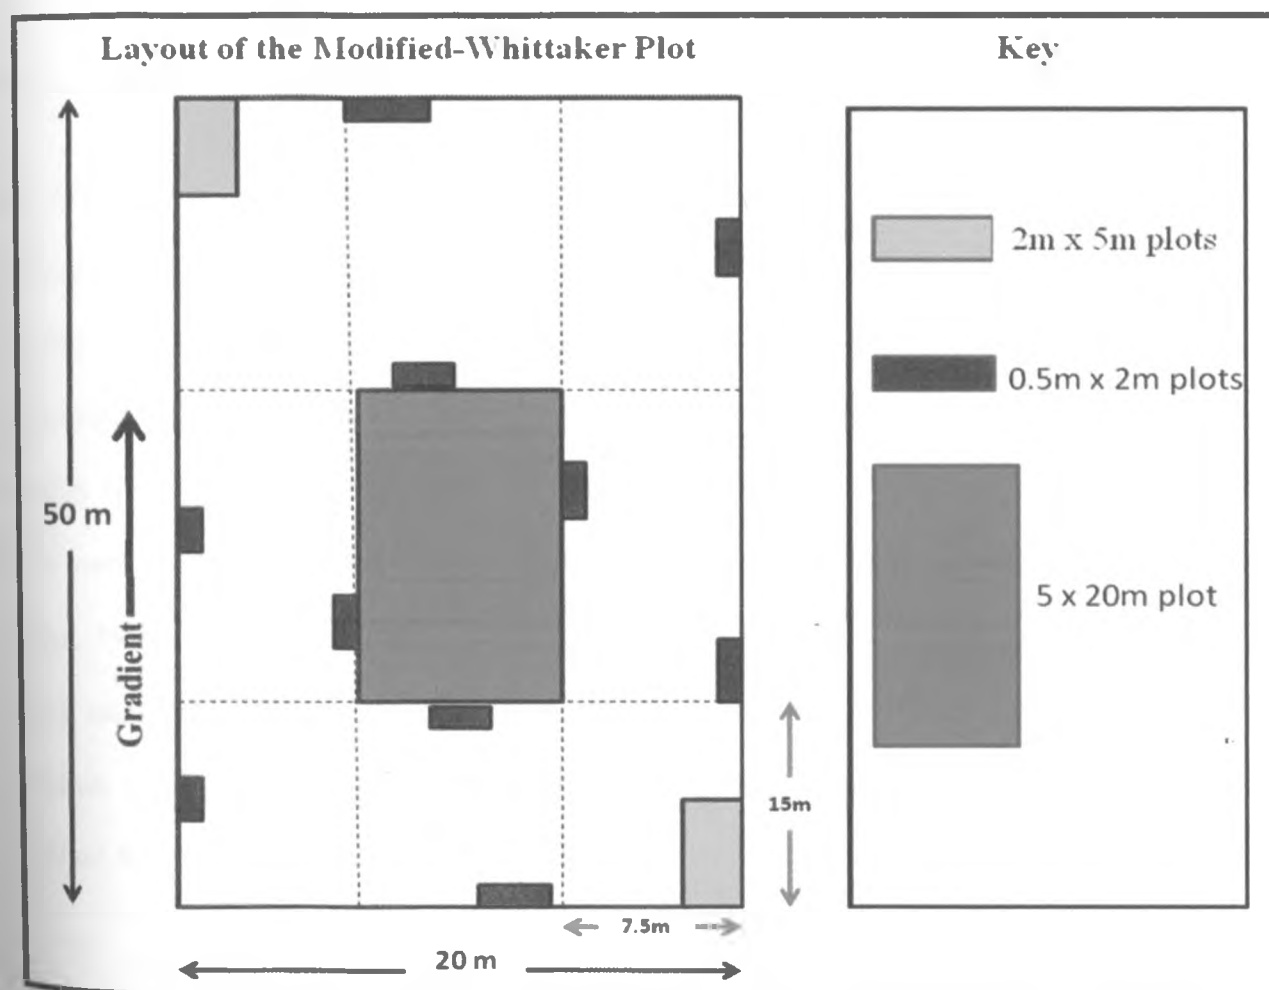 Layout of the Modified-Whittaker Plot
Key
2m x 5m plots
0.5m x 2m plots
50 m
Gradient
5 x 20m plot
15m
7.5m
20 m